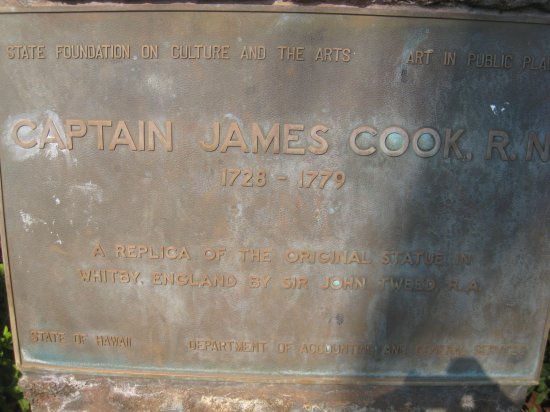 STATE FOUNDATION ON CULTURE AND THE ARTS ART IN PUBLIC PLA
CAPTAIN JAMES COOK, R.N
1728 - 1779
A REPLICA OF THE ORIGINAL STATUE IN
WHITBY, ENGLAND BY SIR JOHN TWEED, R.A.
STATE OF HAWAII DEPARTMENT OF ACCOUNTING AND GENERAL SERVICES